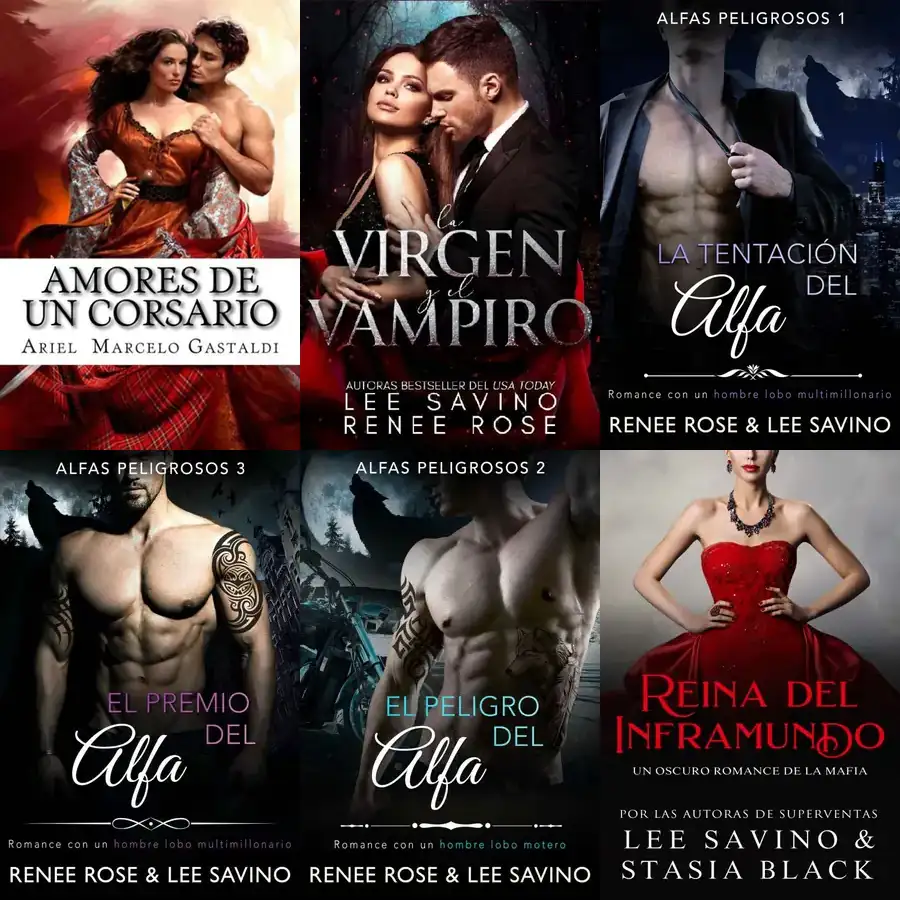 AMORES DE
UN CORSARIO
ARIEL MARCELO GASTALDI
la
VIRGEN
y el
VAMPIRO
AUTORAS BESTSELLER DEL USA TODAY
LEE SAVINO
RENEE ROSE
ALFAS PELIGROSOS 1
LA TENTACIÓN
DEL
Alfa
Romance con un hombre lobo multimillonario
RENEE ROSE & LEE SAVINO
ALFAS PELIGROSOS 3
EL PREMIO
DEL
Alfa
Romance con un hombre lobo multimillonario
RENEE ROSE & LEE SAVINO
ALFAS PELIGROSOS 2
EL PELIGRO
DEL
Alfa
Romance con un hombre lobo motero
RENEE ROSE & LEE SAVINO
REINA DEL
INFRAMUNDO
UN OSCURO ROMANCE DE LA MAFIA
POR LAS AUTORAS DE SUPERVENTAS
LEE SAVINO &
STASIA BLACK